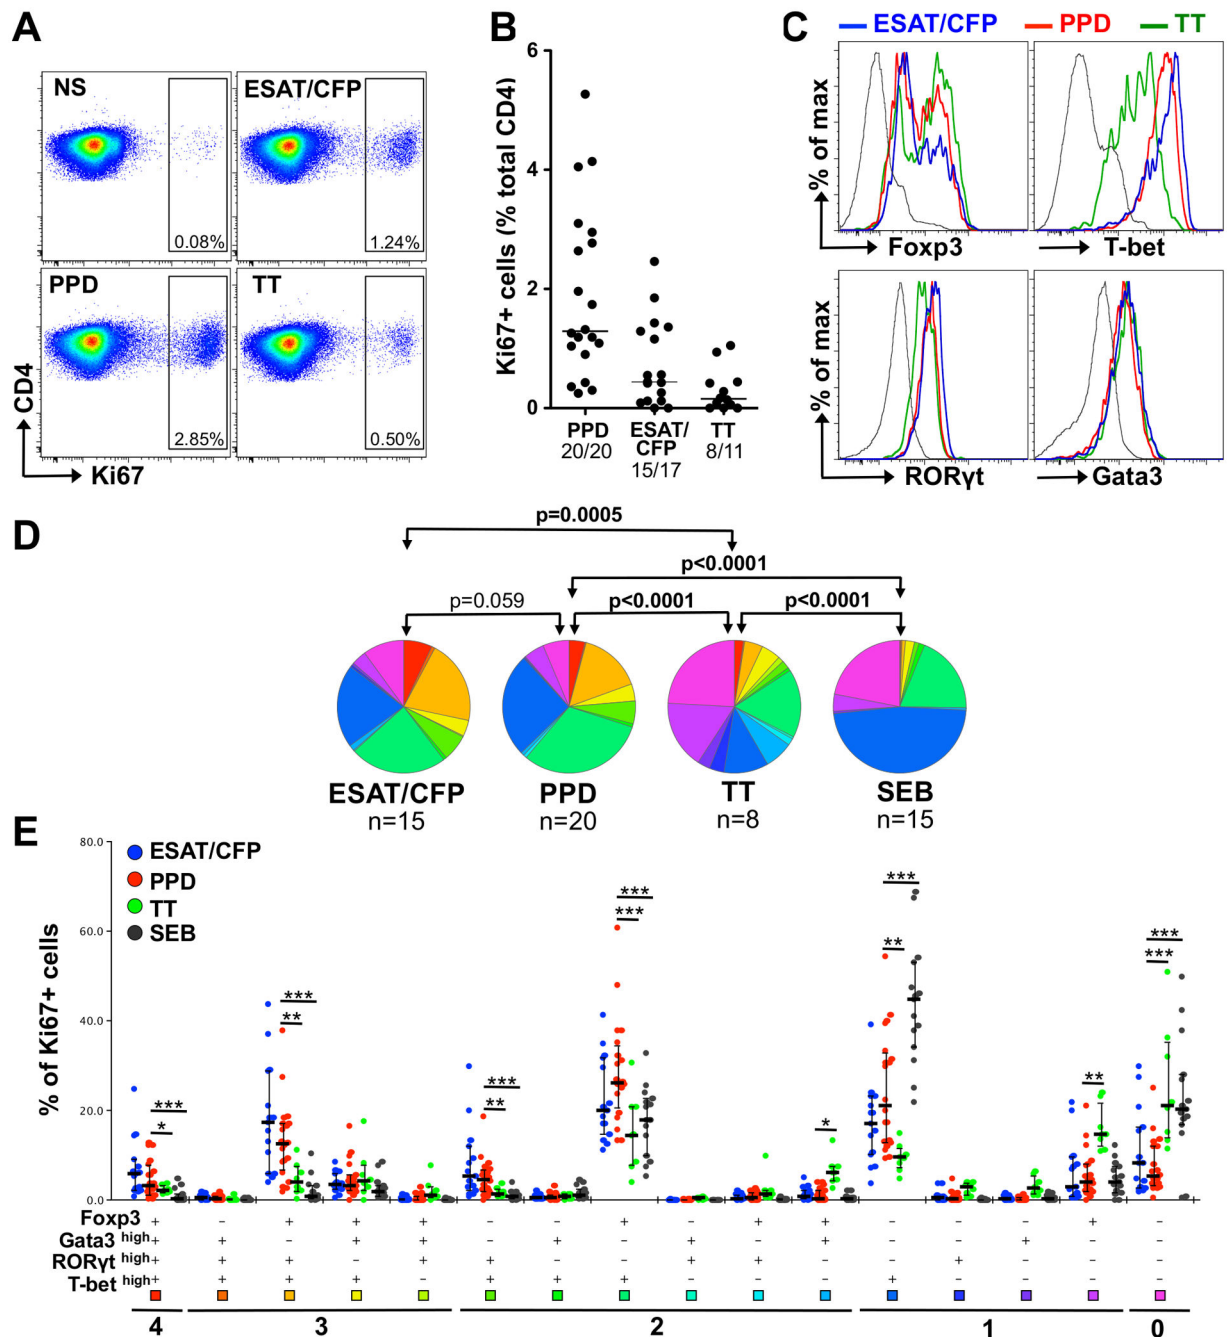 A
NS
0.08%
ESAT/CFP
1.24%
PPD
2.85%
TT
0.50%
CD4
Ki67
B
Ki67+ cells (% total CD4)
6
4
2
0
PPD
20/20
ESAT/
CFP
15/17
TT
8/11
C
ESAT/CFP
PPD
TT
% of max
Foxp3
T-bet
% of max
RORγt
Gata3
D
p=0.0005
p<0.0001
p=0.059
p<0.0001
p<0.0001
ESAT/CFP
n=15
PPD
n=20
TT
n=8
SEB
n=15
E
% of Ki67+ cells
80.0
60.0
40.0
20.0
0.0
ESAT/CFP
PPD
TT
SEB
***
*
***
**
***
**
***
***
*
***
**
**
***
***
Foxp3 + − + + + − − + − + + − − − + −
Gata3 high + + − + + − + − + − + − − + − −
RORγt high + + + − + + − − + + − − + − − −
T-bet high + + + + − + + + − − − + − − − −
4 3 2 1 0